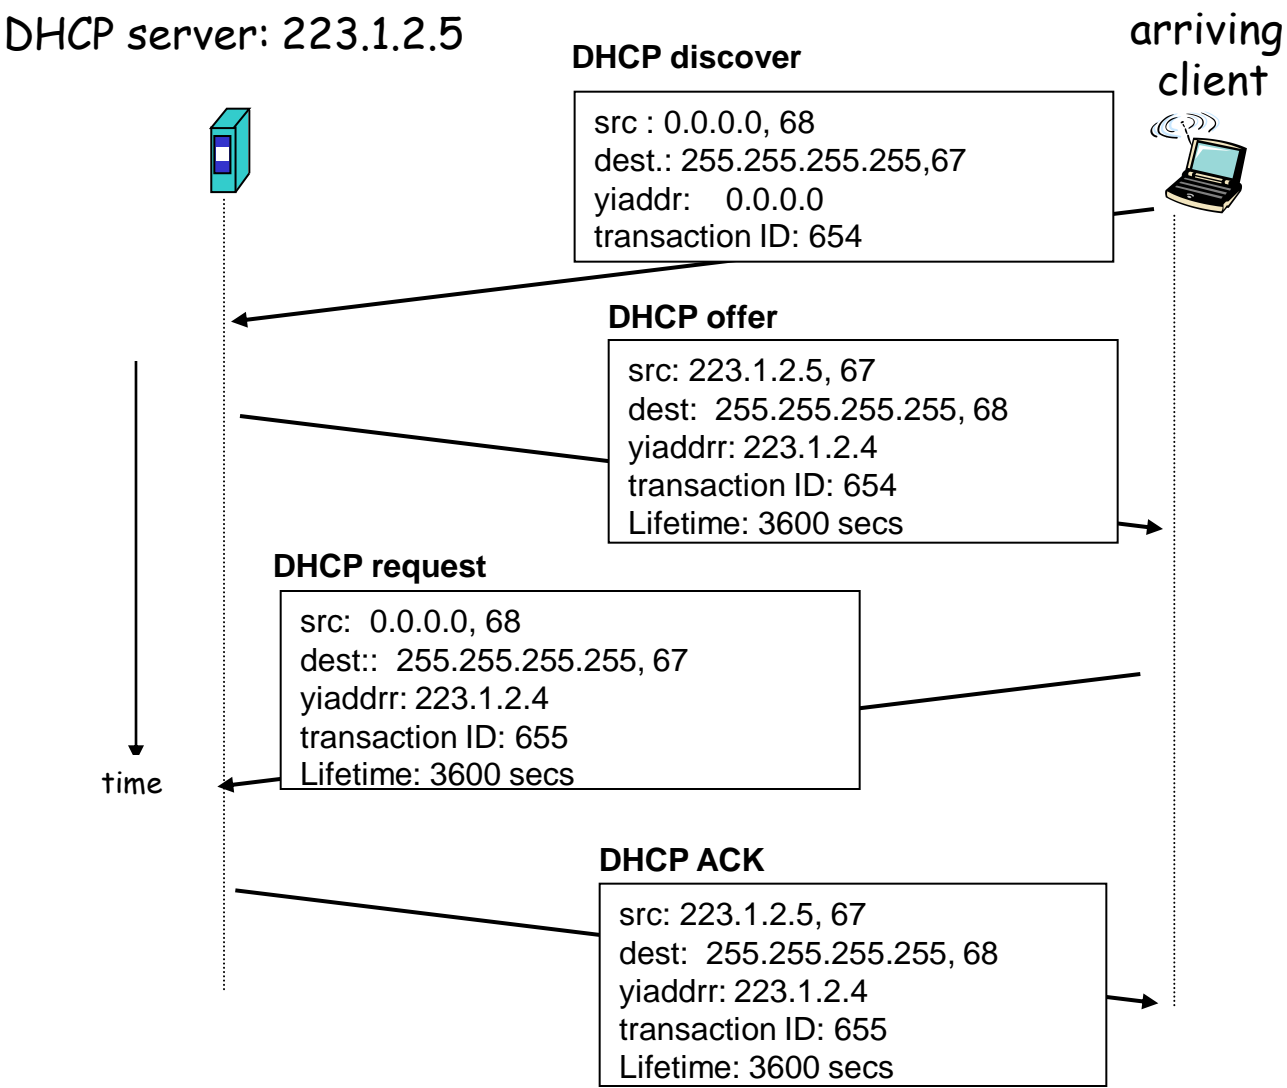 DHCP server: 223.1.2.5
arriving
client
DHCP discover
src : 0.0.0.0, 68
dest.: 255.255.255.255,67
yiaddr: 0.0.0.0
transaction ID: 654
DHCP offer
src: 223.1.2.5, 67
dest: 255.255.255.255, 68
yiaddrr: 223.1.2.4
transaction ID: 654
Lifetime: 3600 secs
DHCP request
src: 0.0.0.0, 68
dest:: 255.255.255.255, 67
yiaddrr: 223.1.2.4
transaction ID: 655
Lifetime: 3600 secs
time
DHCP ACK
src: 223.1.2.5, 67
dest: 255.255.255.255, 68
yiaddrr: 223.1.2.4
transaction ID: 655
Lifetime: 3600 secs